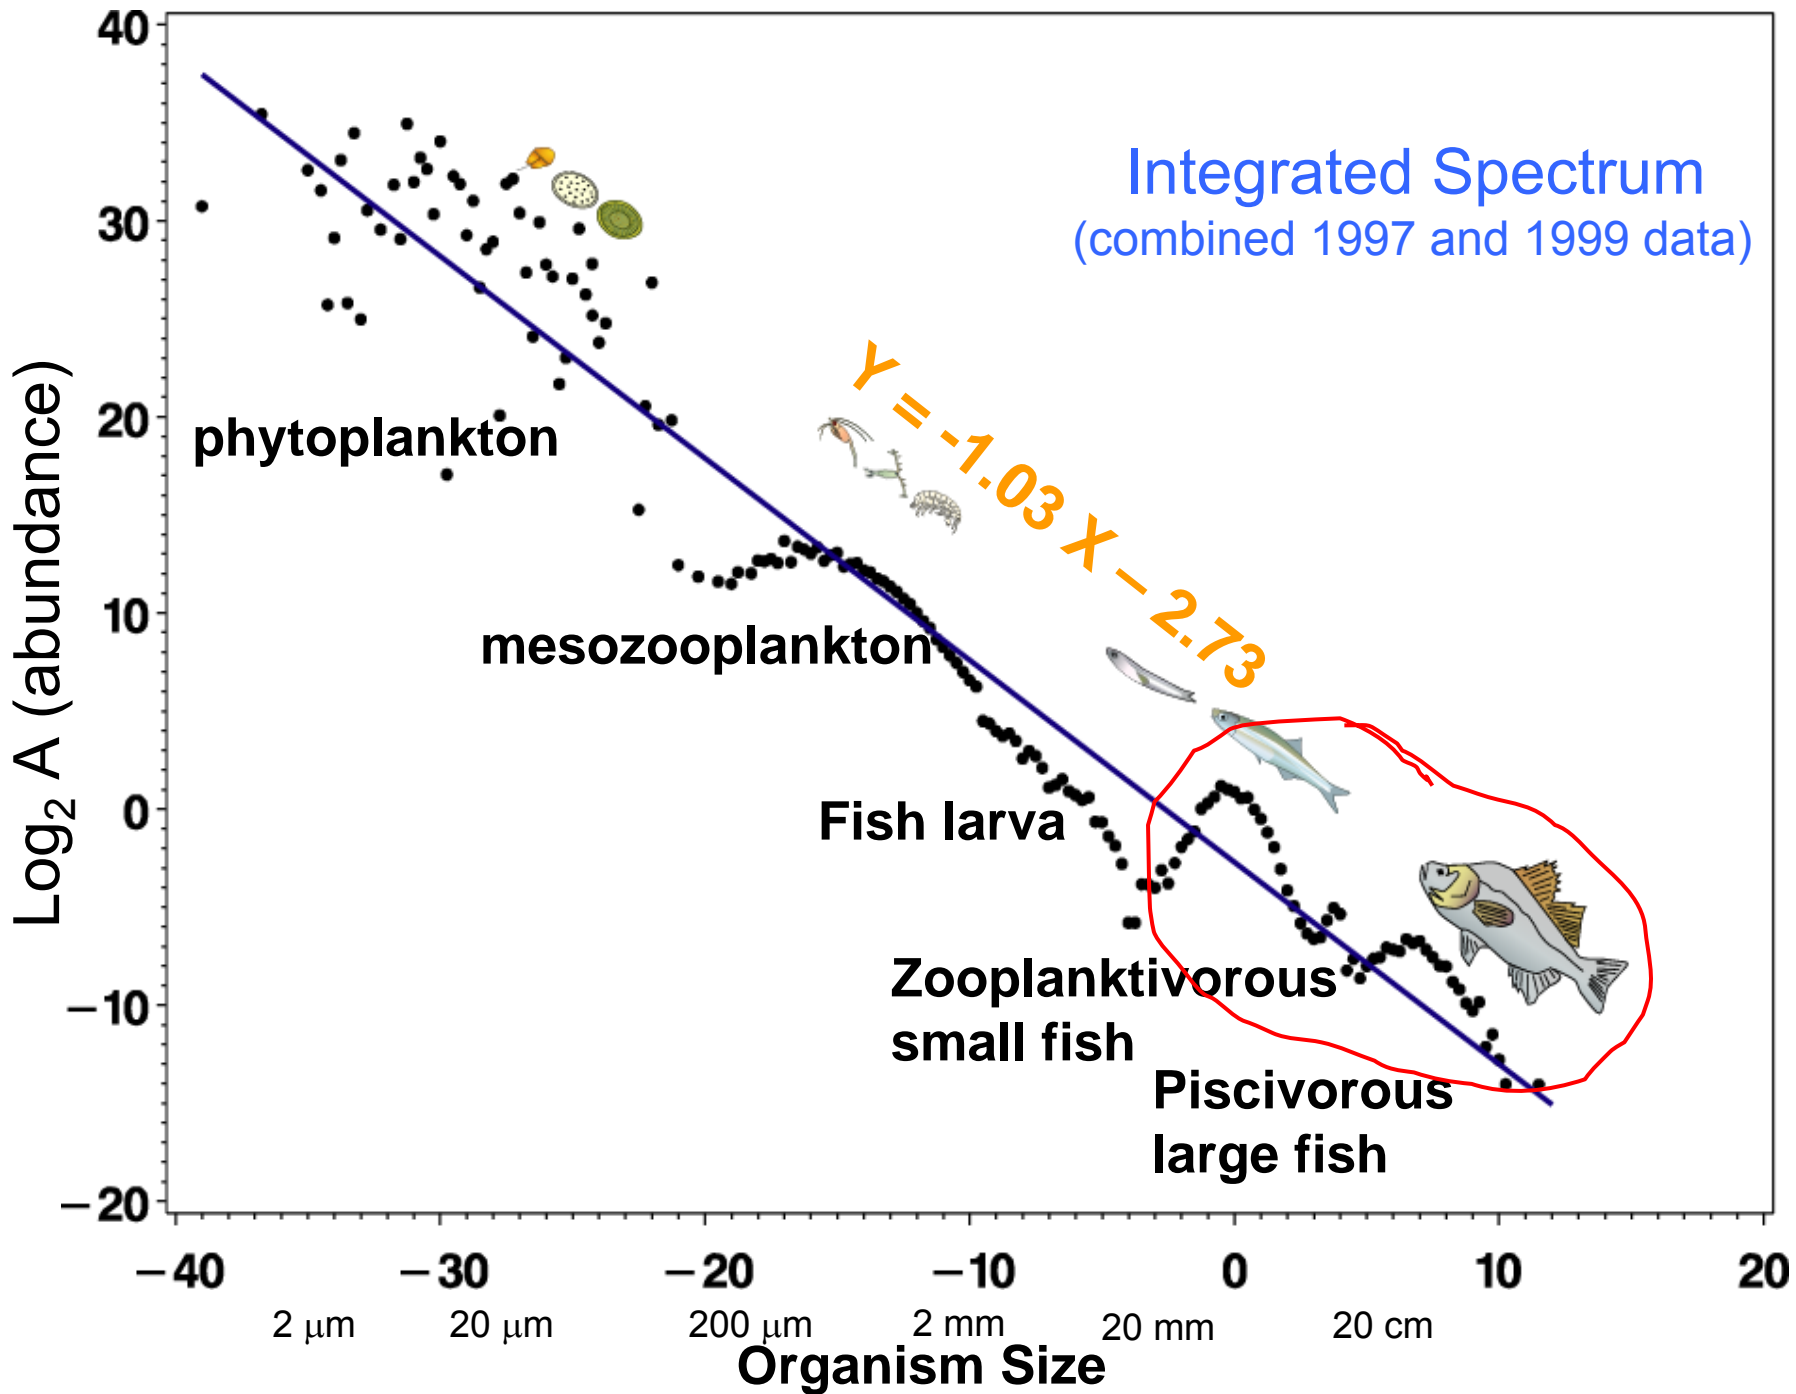 Integrated Spectrum
(combined 1997 and 1999 data)
Y = -1.03 X – 2.73
phytoplankton
mesozooplankton
Fish larva
Zooplanktivorous
small fish
Piscivorous
large fish
Log2 A (abundance)
40
30
20
10
0
−10
−20
−40 −30 −20 −10 0 10 20
2 μm 20 μm 200 μm 2 mm 20 mm 20 cm
Organism Size